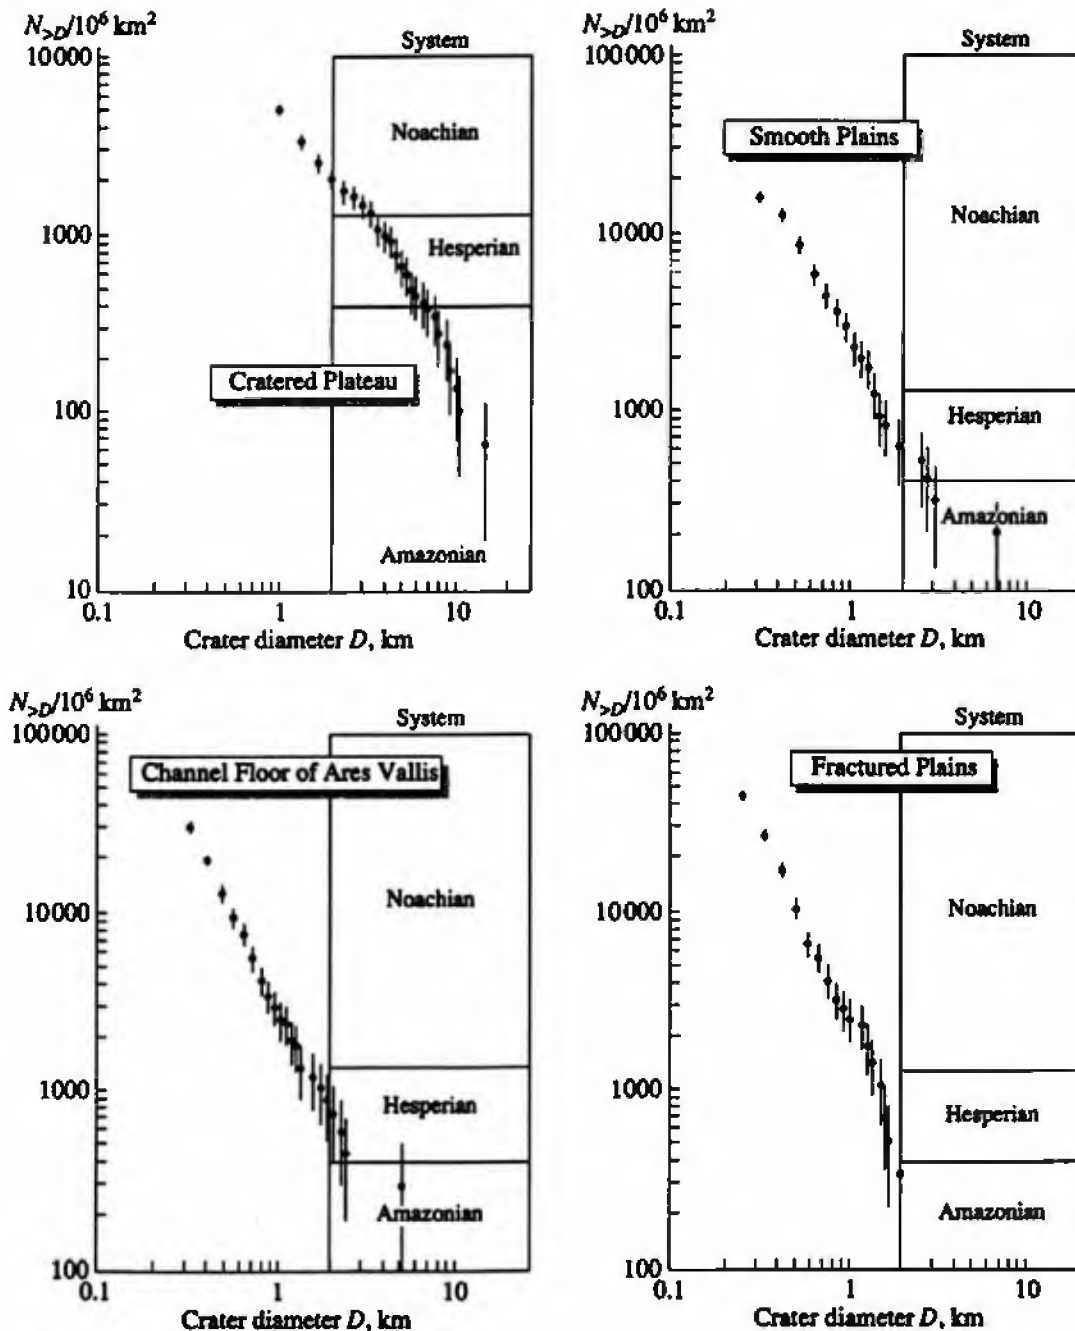 N>D/10⁶ km²
System
10000
Noachian
1000
Hesperian
Cratered Plateau
100
Amazonian
10
0.1
1
10
Crater diameter D, km
N>D/10⁶ km²
System
100000
Smooth Plains
Noachian
10000
1000
Hesperian
Amazonian
100
0.1
1
10
Crater diameter D, km
N>D/10⁶ km²
System
100000
Channel Floor of Ares Vallis
Noachian
10000
1000
Hesperian
Amazonian
100
0.1
1
10
Crater diameter D, km
N>D/10⁶ km²
System
100000
Fractured Plains
Noachian
10000
1000
Hesperian
Amazonian
100
0.1
1
10
Crater diameter D, km